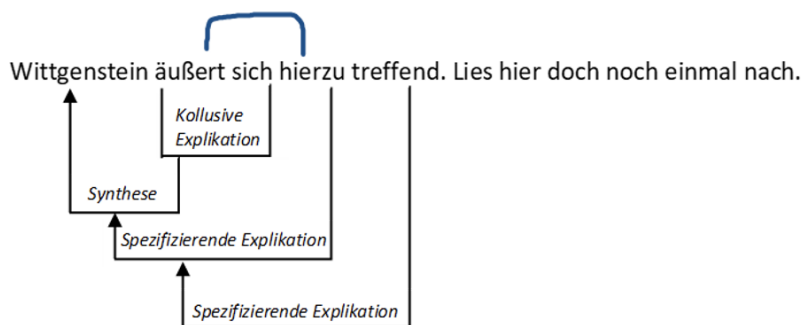 Wittgenstein äußert sich hierzu treffend. Lies hier doch noch einmal nach.
Kollusive
Explikation
Synthese
Spezifizierende Explikation
Spezifizierende Explikation